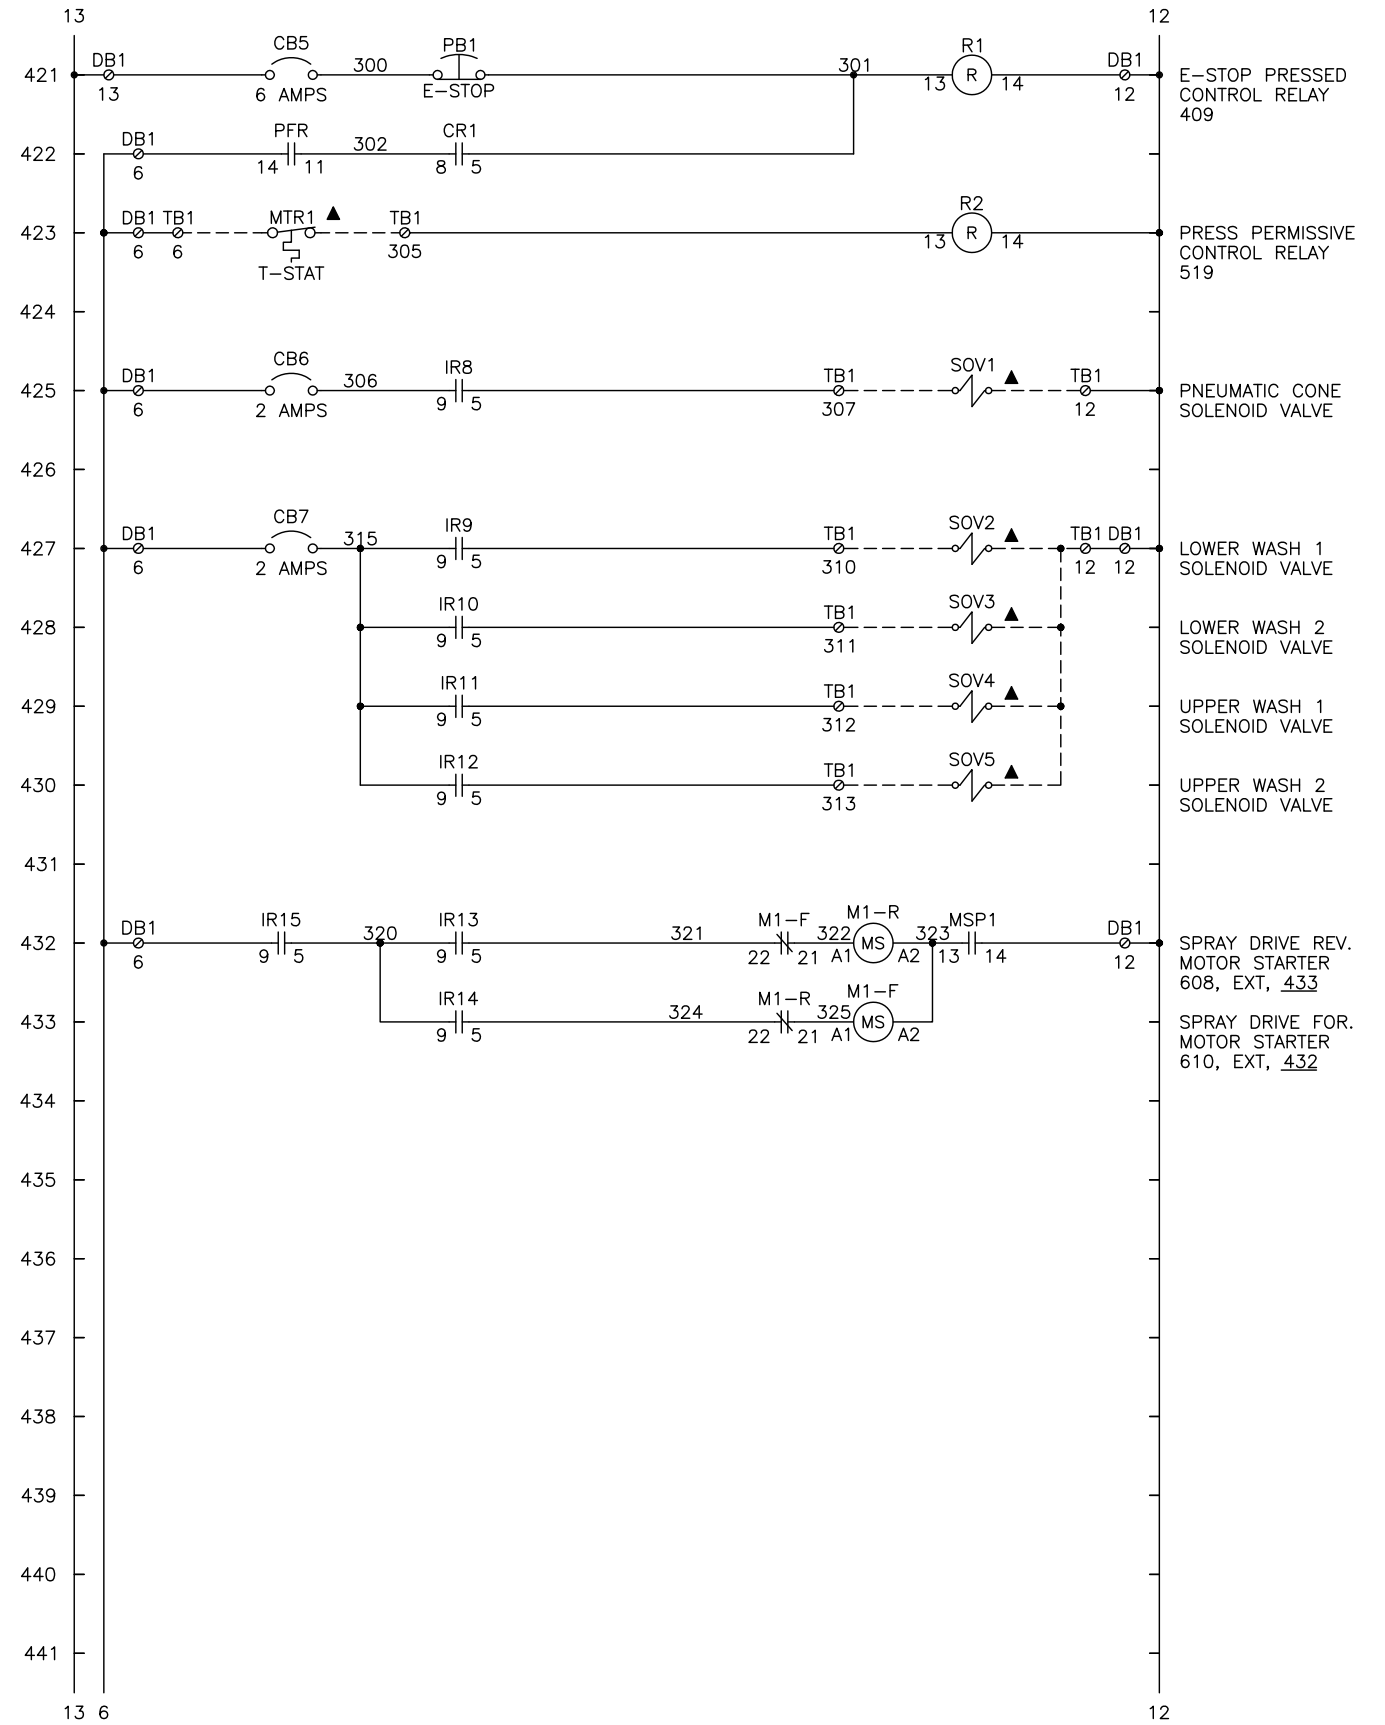 13 12
CB5 PB1 R1
421 DB1 300 301 R DB1 E-STOP PRESSED
13 6 AMPS E-STOP 13 14 12 CONTROL RELAY
409
DB1 PFR 302 CR1
422 6 14 11 8 5
R2
423 DB1 TB1 MTR1 ▲ TB1 R PRESS PERMISSIVE
6 6 T-STAT 305 13 14 CONTROL RELAY
519
424
CB6 306 IR8 SOV1 ▲
425 DB1 TB1 TB1 PNEUMATIC CONE
6 2 AMPS 9 5 307 12 SOLENOID VALVE
426
CB7 315 IR9 SOV2 ▲
427 DB1 TB1 TB1 DB1 LOWER WASH 1
6 2 AMPS 9 5 310 12 12 SOLENOID VALVE
IR10 TB1 SOV3 ▲
428 LOWER WASH 2
9 5 311 SOLENOID VALVE
IR11 TB1 SOV4 ▲
429 UPPER WASH 1
9 5 312 SOLENOID VALVE
IR12 TB1 SOV5 ▲
430 UPPER WASH 2
9 5 313 SOLENOID VALVE
431
DB1 IR15 320 IR13 321 M1-F 322 M1-R 323 MSP1 DB1
432 MS SPRAY DRIVE REV.
6 9 5 9 5 22 21 A1 A2 13 14 12 MOTOR STARTER
608, EXT, 433
IR14 324 M1-R 325 M1-F
433 MS SPRAY DRIVE FOR.
9 5 22 21 A1 A2 MOTOR STARTER
610, EXT, 432
434
435
436
437
438
439
440
441
13 6 12